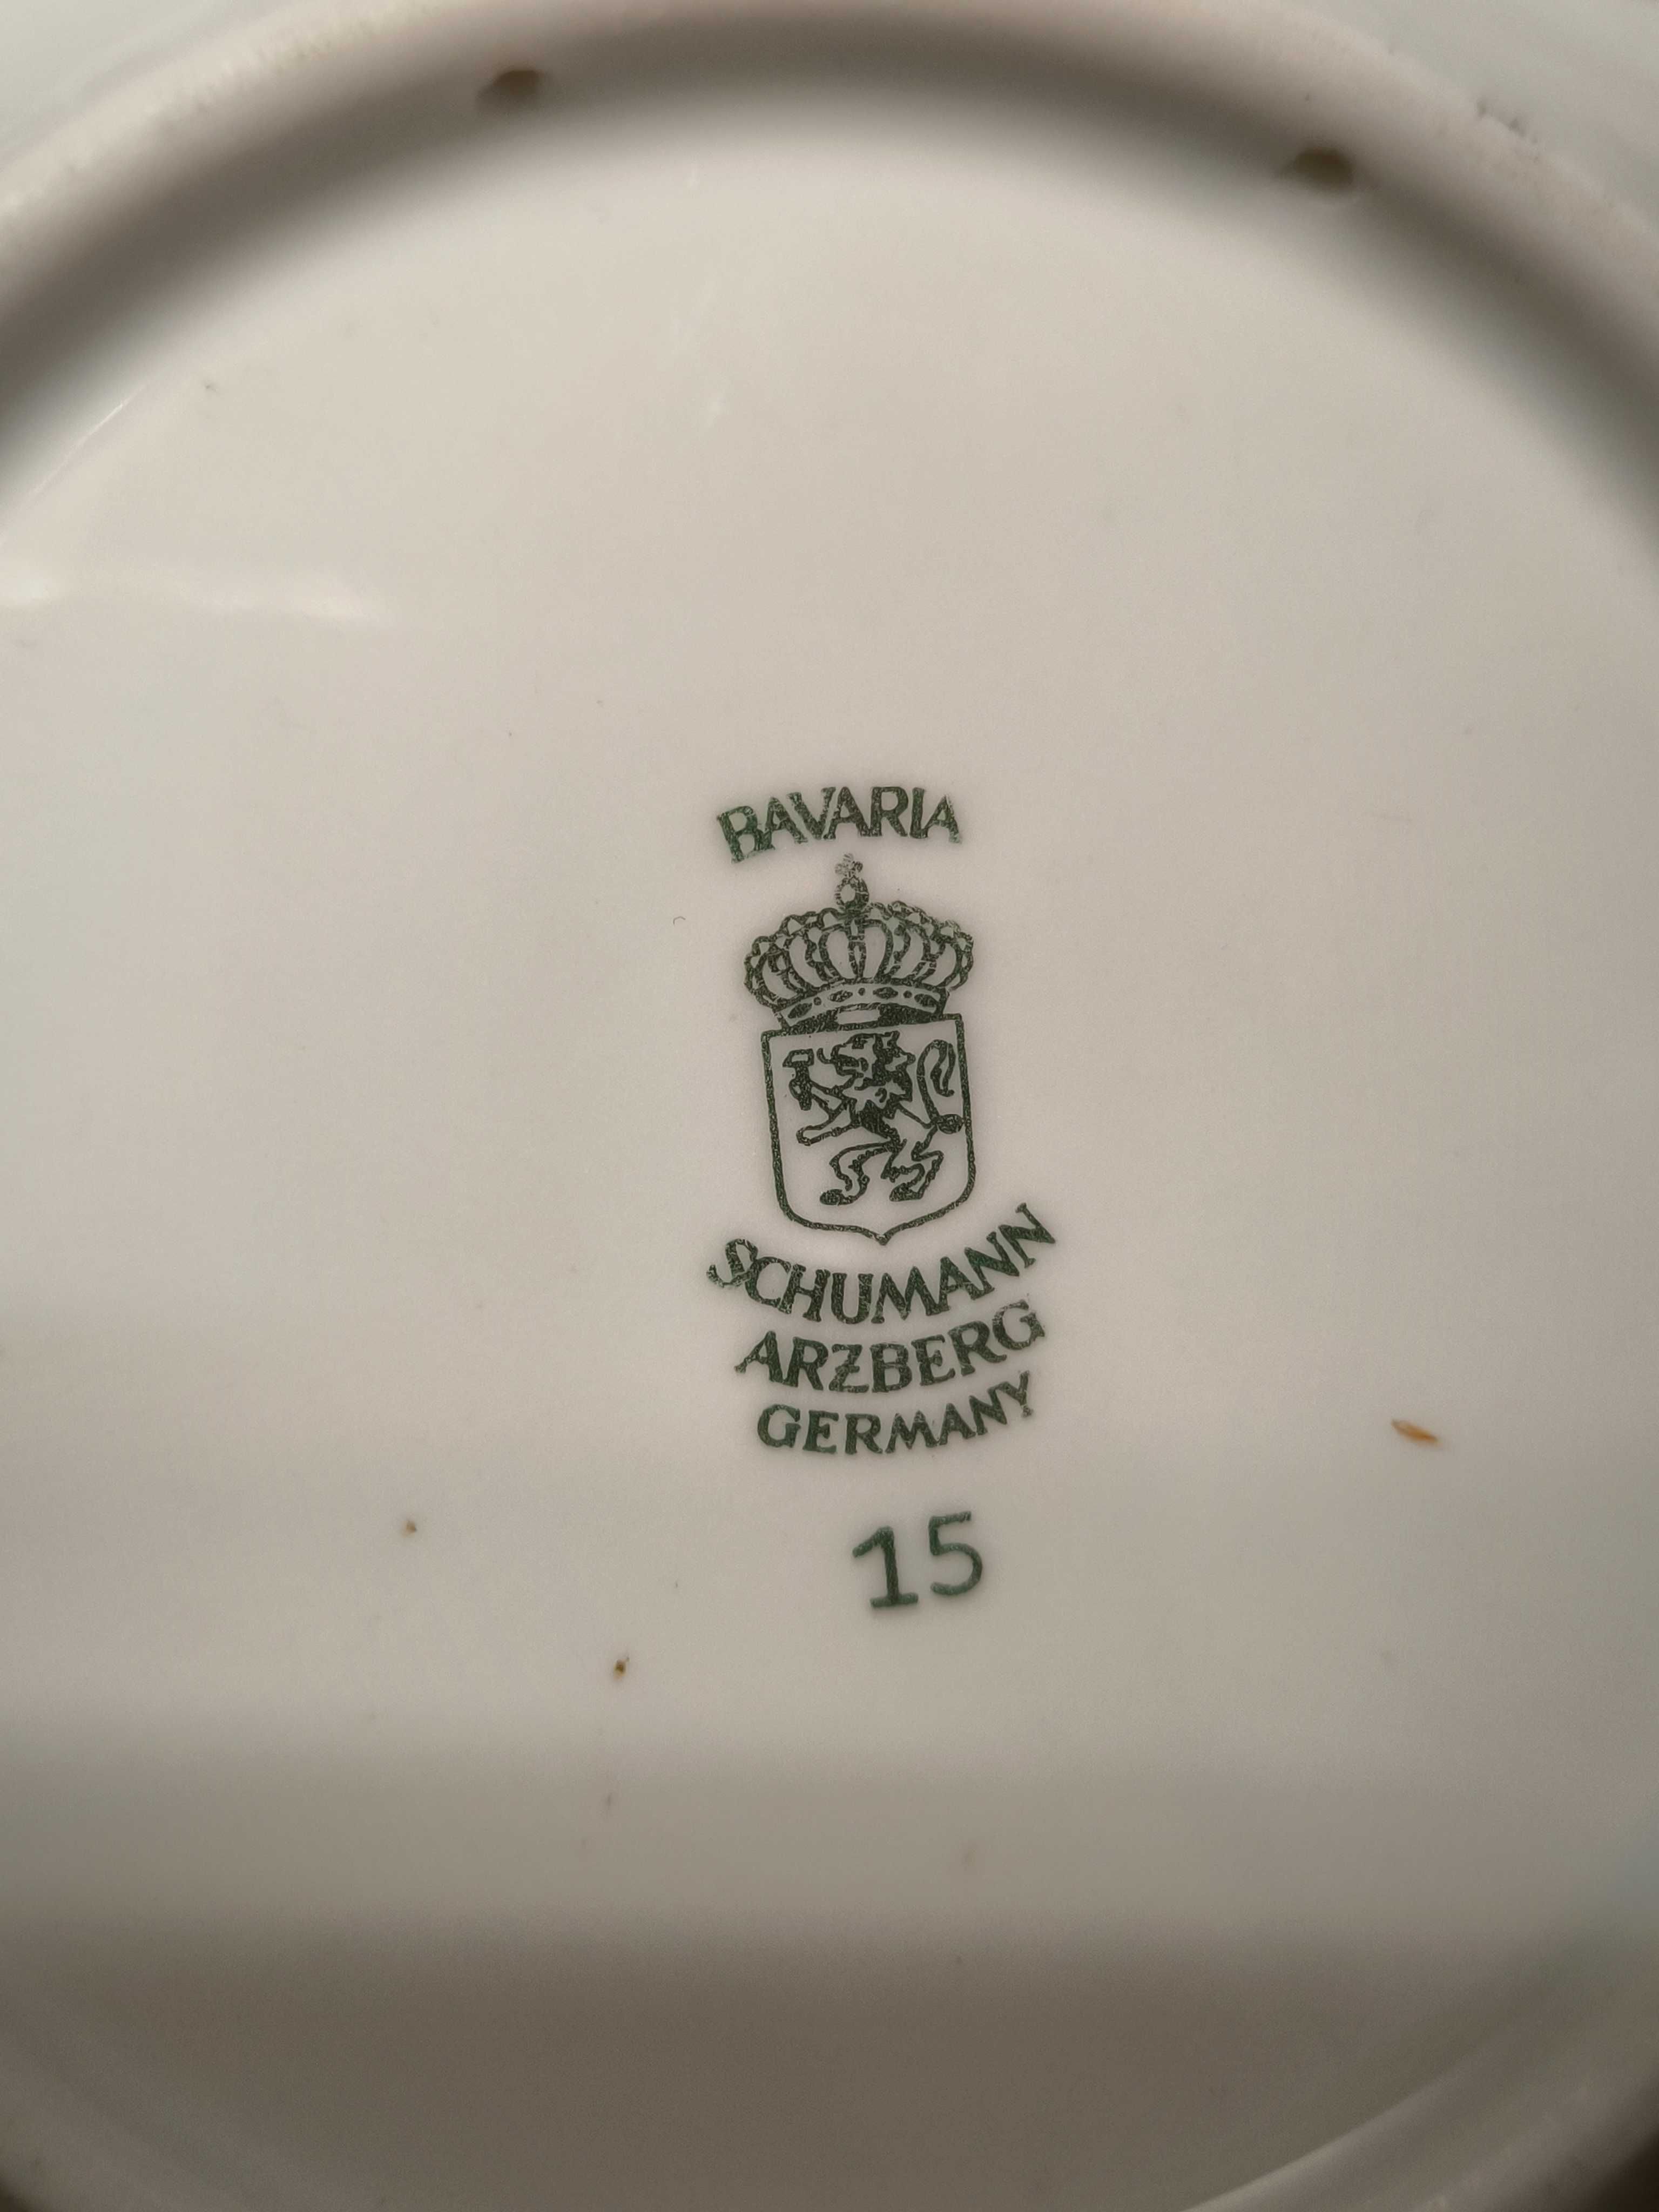 BAVARIA
SCHUMANN
ARZBERG
GERMANY
15